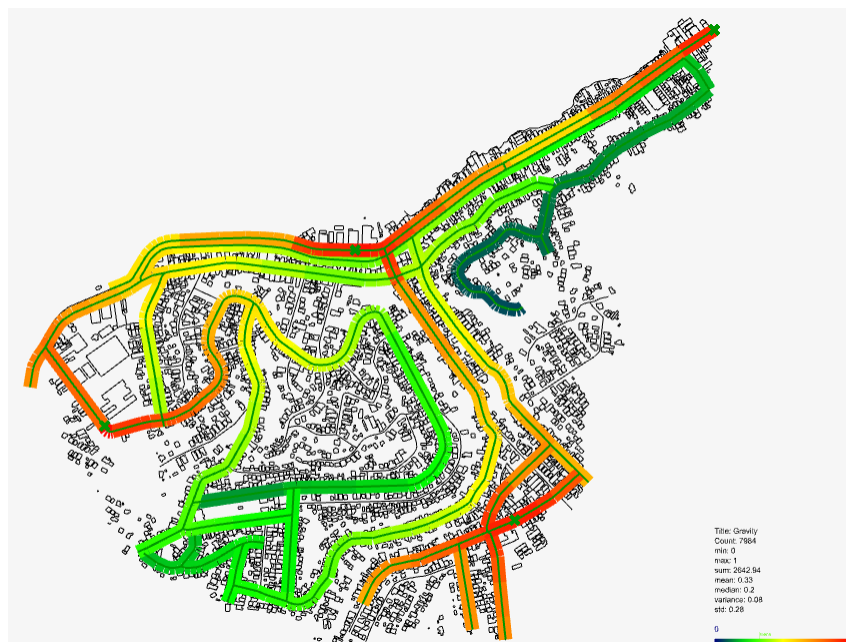 Title: Gravity
Count: 7984
min: 0
max: 1
sum: 2642.94
mean: 0.33
median: 0.2
variance: 0.08
std: 0.28
0